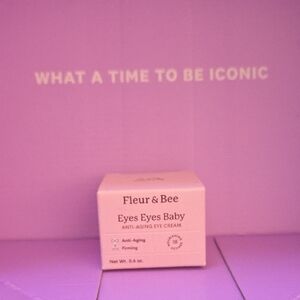 WHAT A TIME TO BE ICONIC
Fleur & Bee
Eyes Eyes Baby
ANTI-AGING EYE CREAM
Anti-Aging
Firming
Net Wt. 0.6 oz.